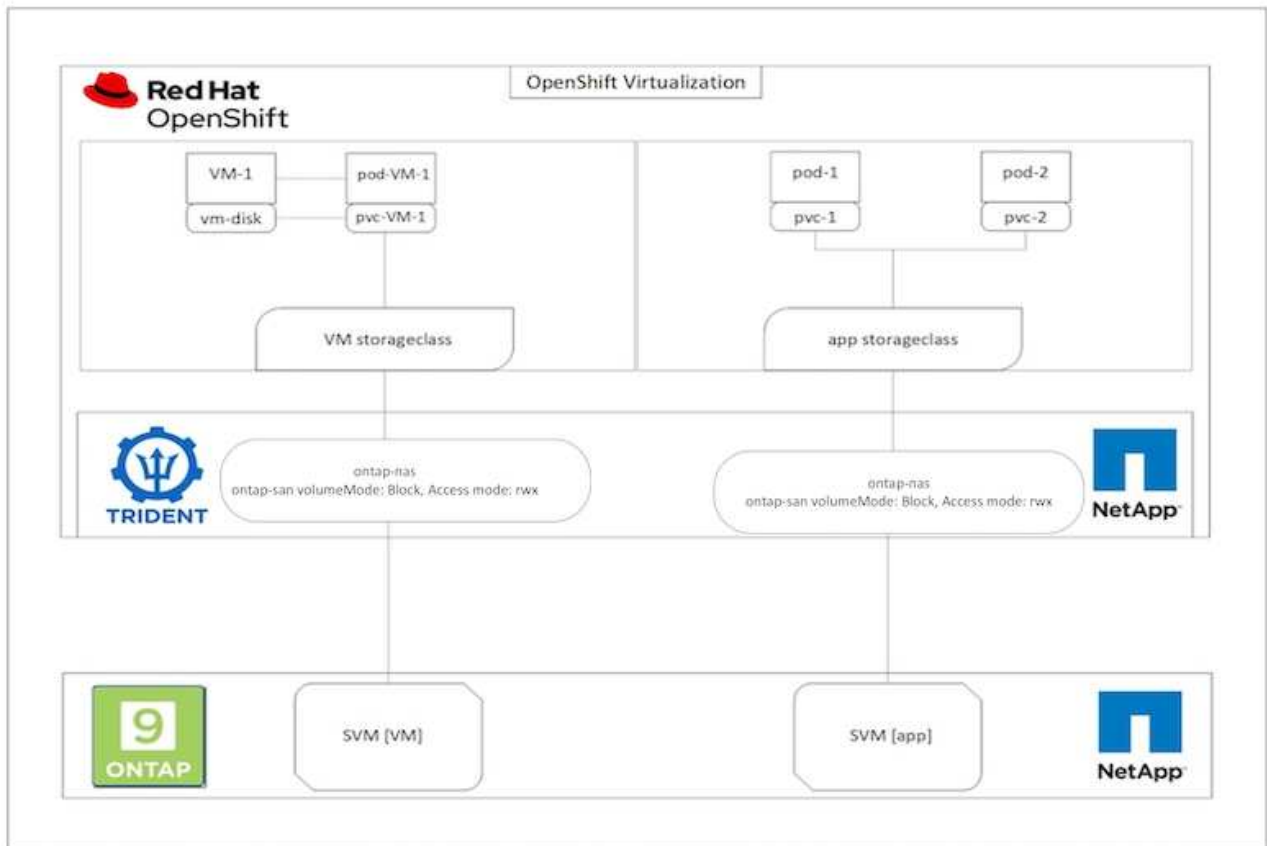 OpenShift Virtualization
Red Hat
OpenShift
VM-1
pod-VM-1
vm-disk
pvc-VM-1
pod-1
pod-2
pvc-1
pvc-2
VM storageclass
app storageclass
TRIDENT
ontap-nas
ontap-san volumeMode: Block, Access mode: rwx
ontap-nas
ontap-san volumeMode: Block, Access mode: rwx
NetApp
9
ONTAP
SVM [VM]
SVM [app]
NetApp